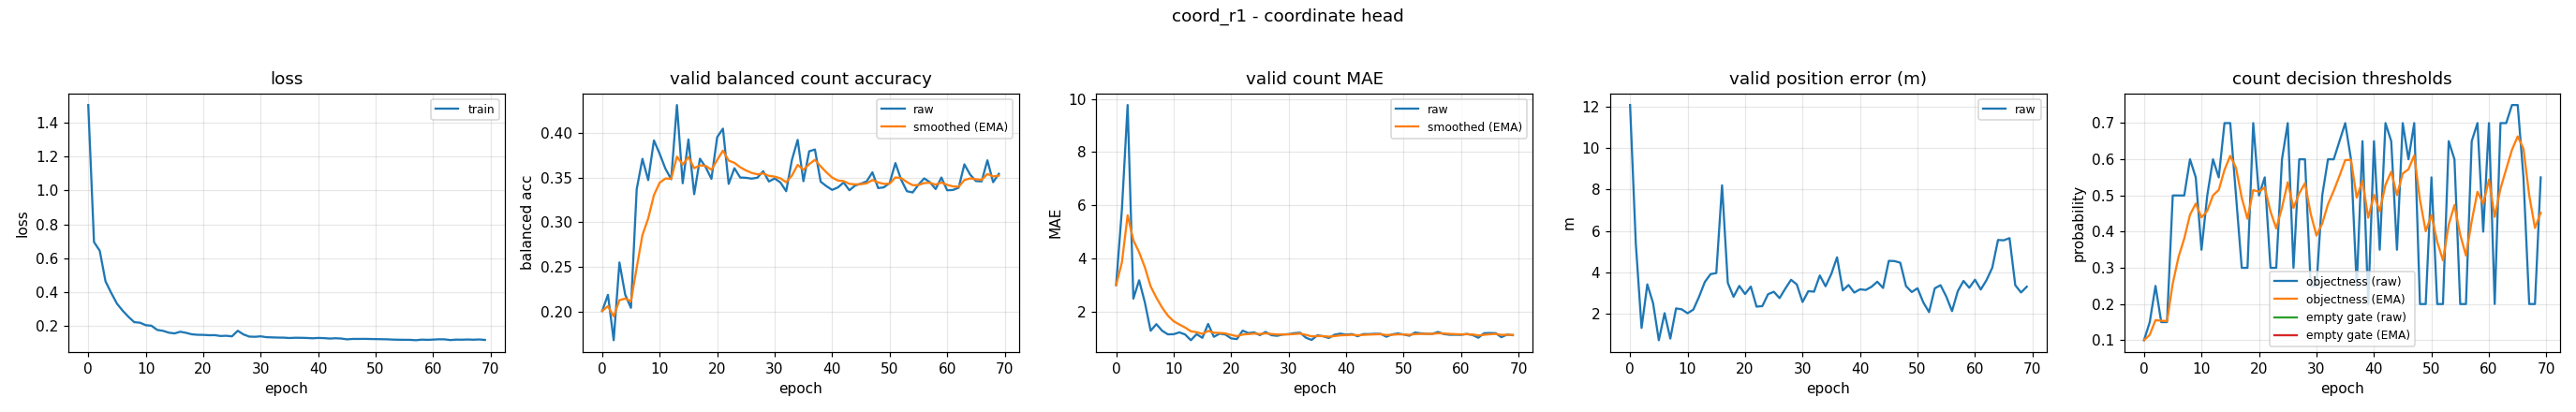 coord_r1 - coordinate head
loss
loss
1.4
1.2
1.0
0.8
0.6
0.4
0.2
train
0 10 20 30 40 50 60 70
epoch
valid balanced count accuracy
balanced acc
0.40
0.35
0.30
0.25
0.20
raw
smoothed (EMA)
0 10 20 30 40 50 60 70
epoch
valid count MAE
MAE
10
8
6
4
2
raw
smoothed (EMA)
0 10 20 30 40 50 60 70
epoch
valid position error (m)
m
12
10
8
6
4
2
raw
0 10 20 30 40 50 60 70
epoch
count decision thresholds
probability
0.7
0.6
0.5
0.4
0.3
0.2
0.1
objectness (raw)
objectness (EMA)
empty gate (raw)
empty gate (EMA)
0 10 20 30 40 50 60 70
epoch